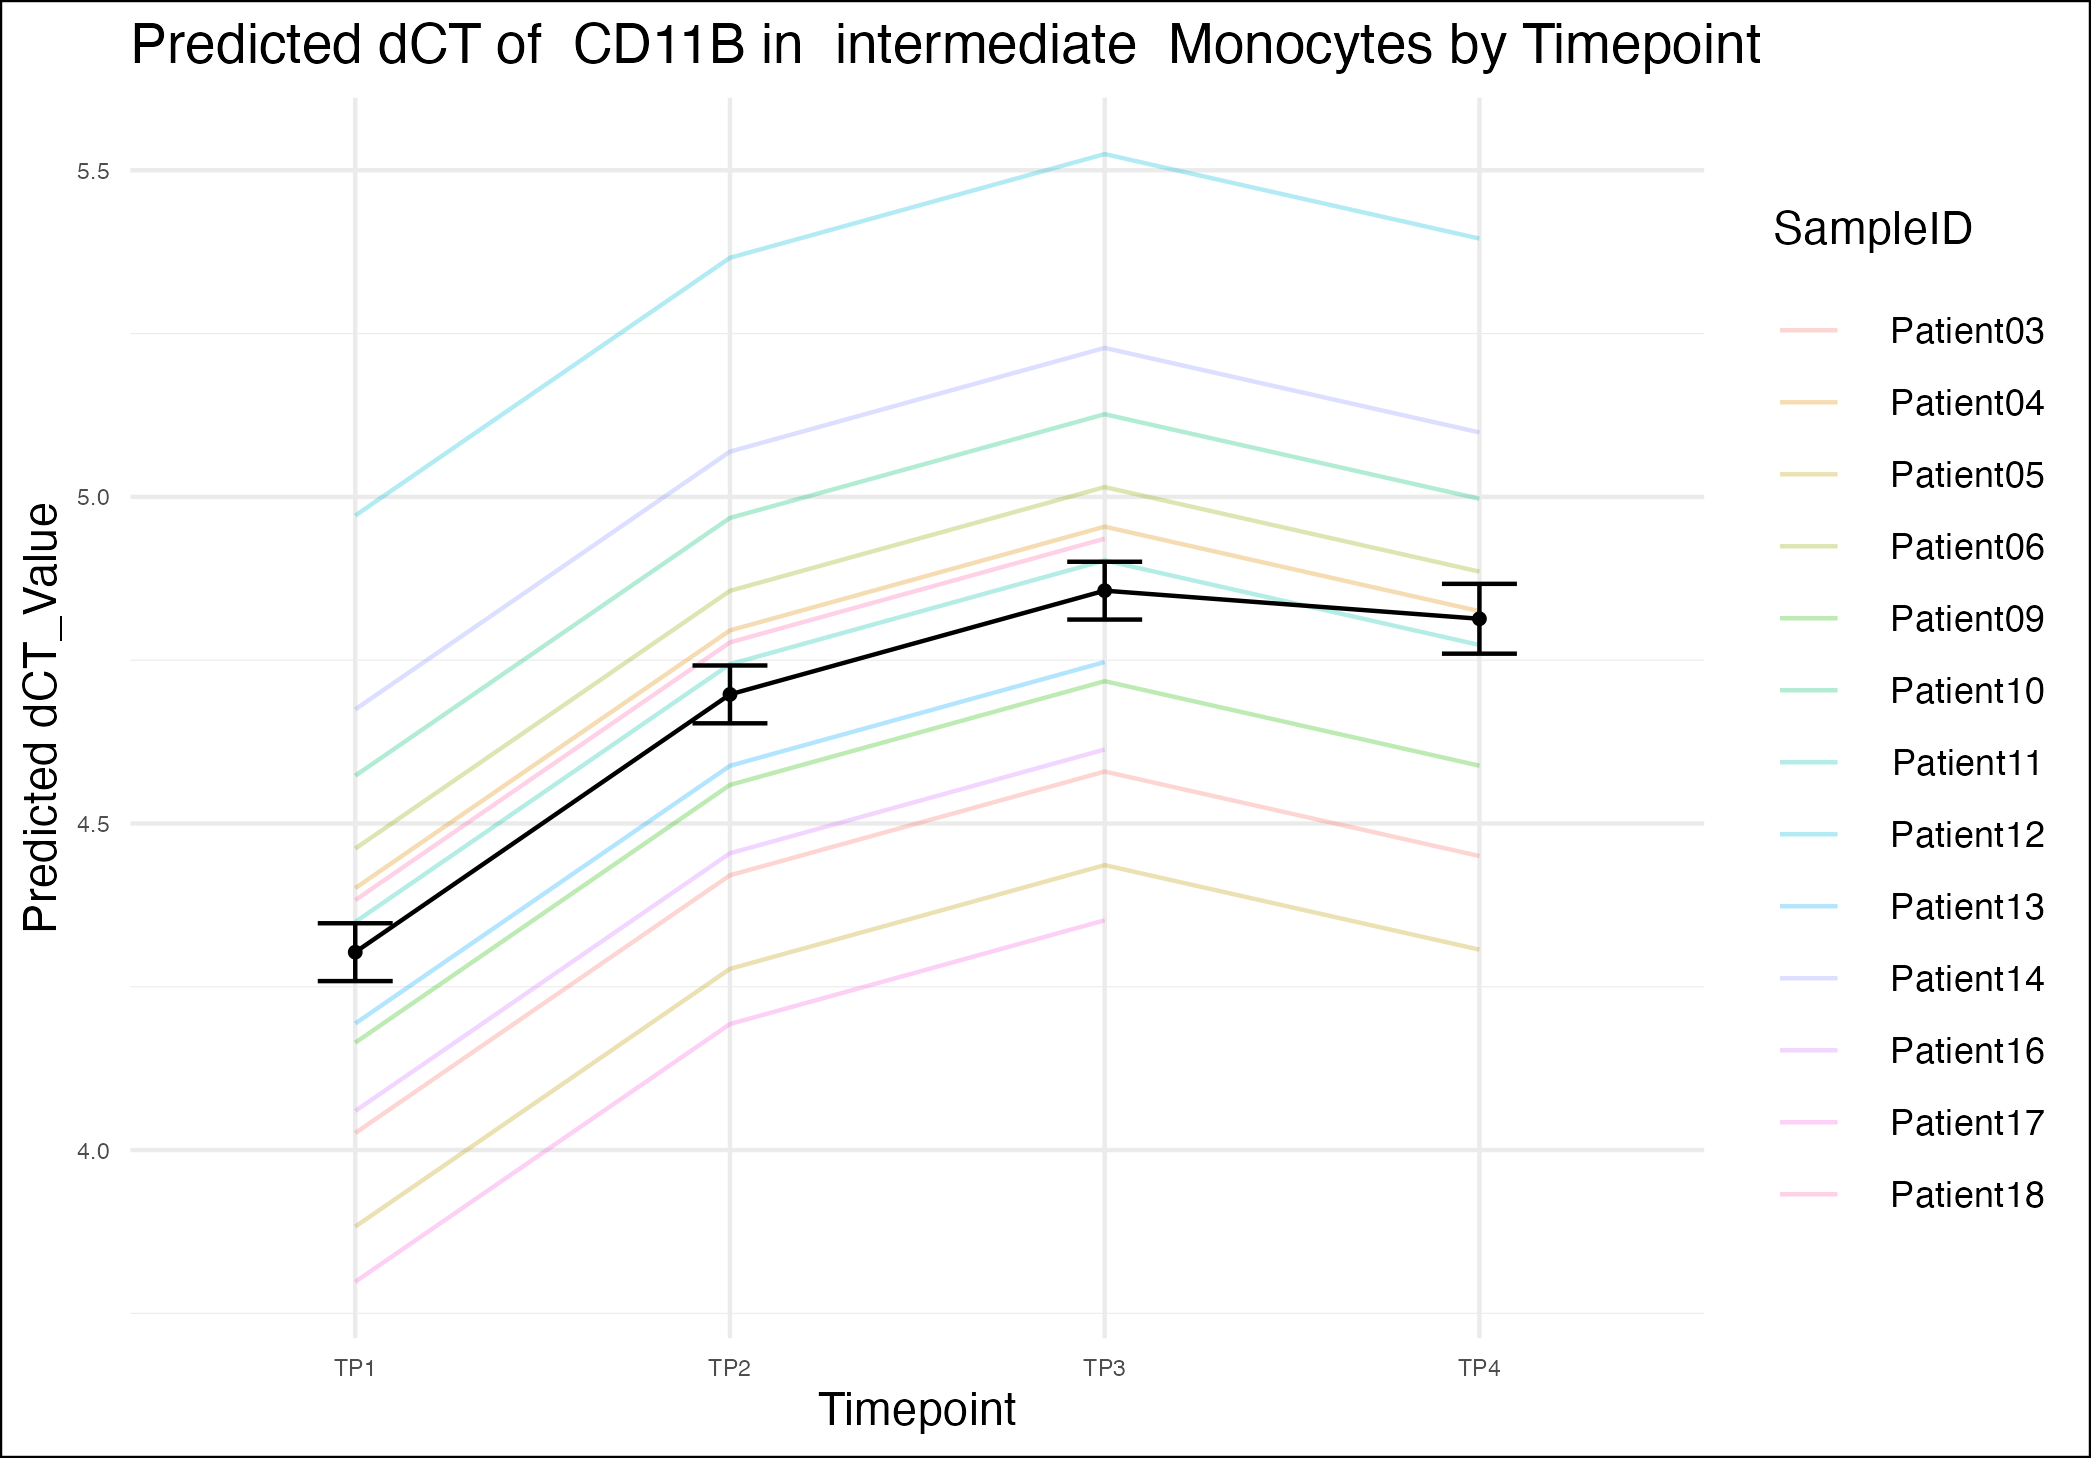 Predicted dCT of  CD11B in  intermediate  Monocytes by Timepoint
Predicted dCT_Value
5.5
5.0
4.5
4.0
TP1
TP2
TP3
TP4
Timepoint
SampleID
Patient03
Patient04
Patient05
Patient06
Patient09
Patient10
Patient11
Patient12
Patient13
Patient14
Patient16
Patient17
Patient18